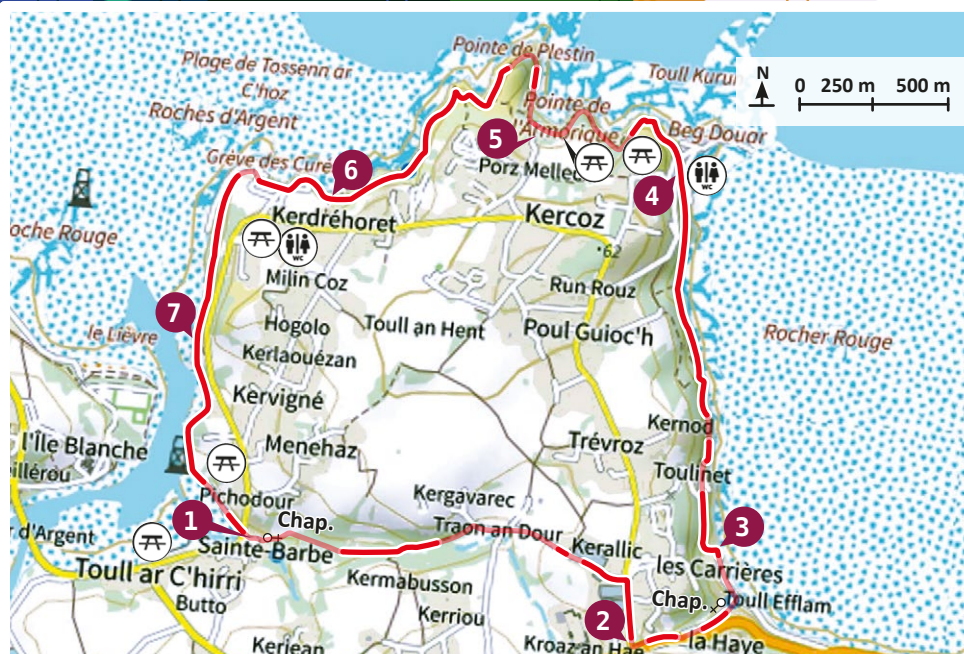 Pointe de Plestin
Plage de Tossenn ar
C'hoz
Toull
N
0 250 m 500 m
Roches d'Argent
Pointe de
l'Armorique
Beg Douar
5
Grève des
6
Porz
4
WC
Kerdréhoret
Kercoz
WC
62
Rouge
Milin Coz
Run Rouz
7
le Lièvre
Hogolo
Toull an Hent
Poul Guioc'h
Rocher Rouge
Kerlaouézan
Kervigné
Kernod
l'Île Blanche
Menehaz
Trévroz
Toulinet
Pichodour
Kergavarec
1
Chap.
Traon an Dour
3
d'Argent
Sainte-Barbe
Kerallic
Toull ar C'hirri
les Carrières
Kermabusson
Chap.
Toull Efflam
Butto
Kerriou
2
Kerjean
Kroaz an Hae
la Haye